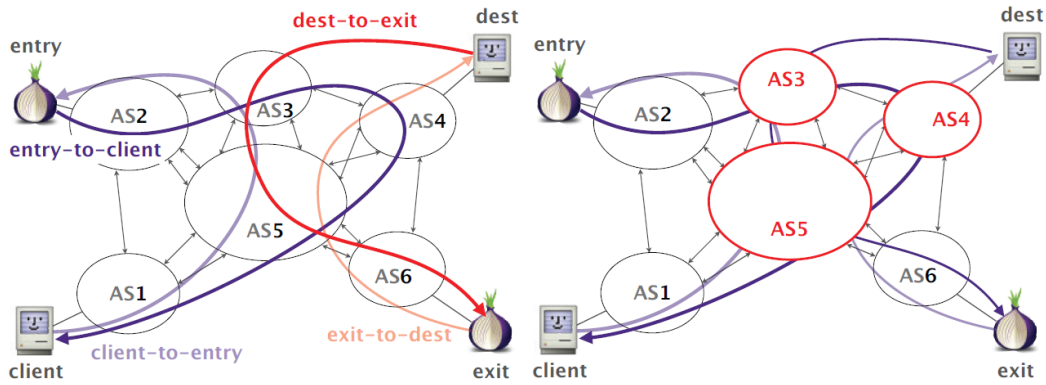 dest-to-exit
dest
entry
AS3
AS2
AS4
entry-to-client
AS5
AS1
AS6
client-to-entry
exit-to-dest
client
exit
dest
entry
AS3
AS2
AS4
AS5
AS1
AS6
client
exit